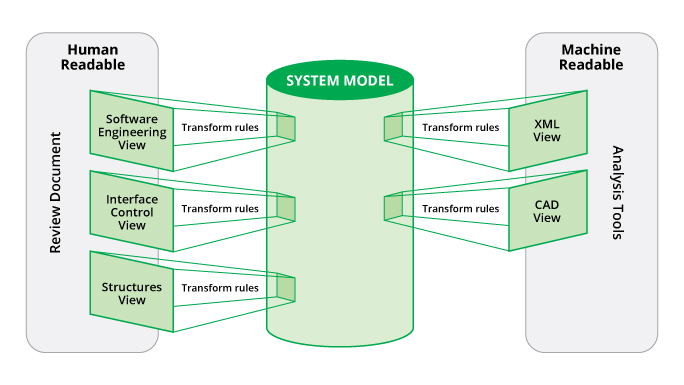 Human
Readable
Review Document
Software
Engineering
View
Transform rules
Interface
Control
View
Transform rules
Structures
View
Transform rules
SYSTEM MODEL
Machine
Readable
Transform rules
XML
View
Transform rules
CAD
View
Analysis Tools